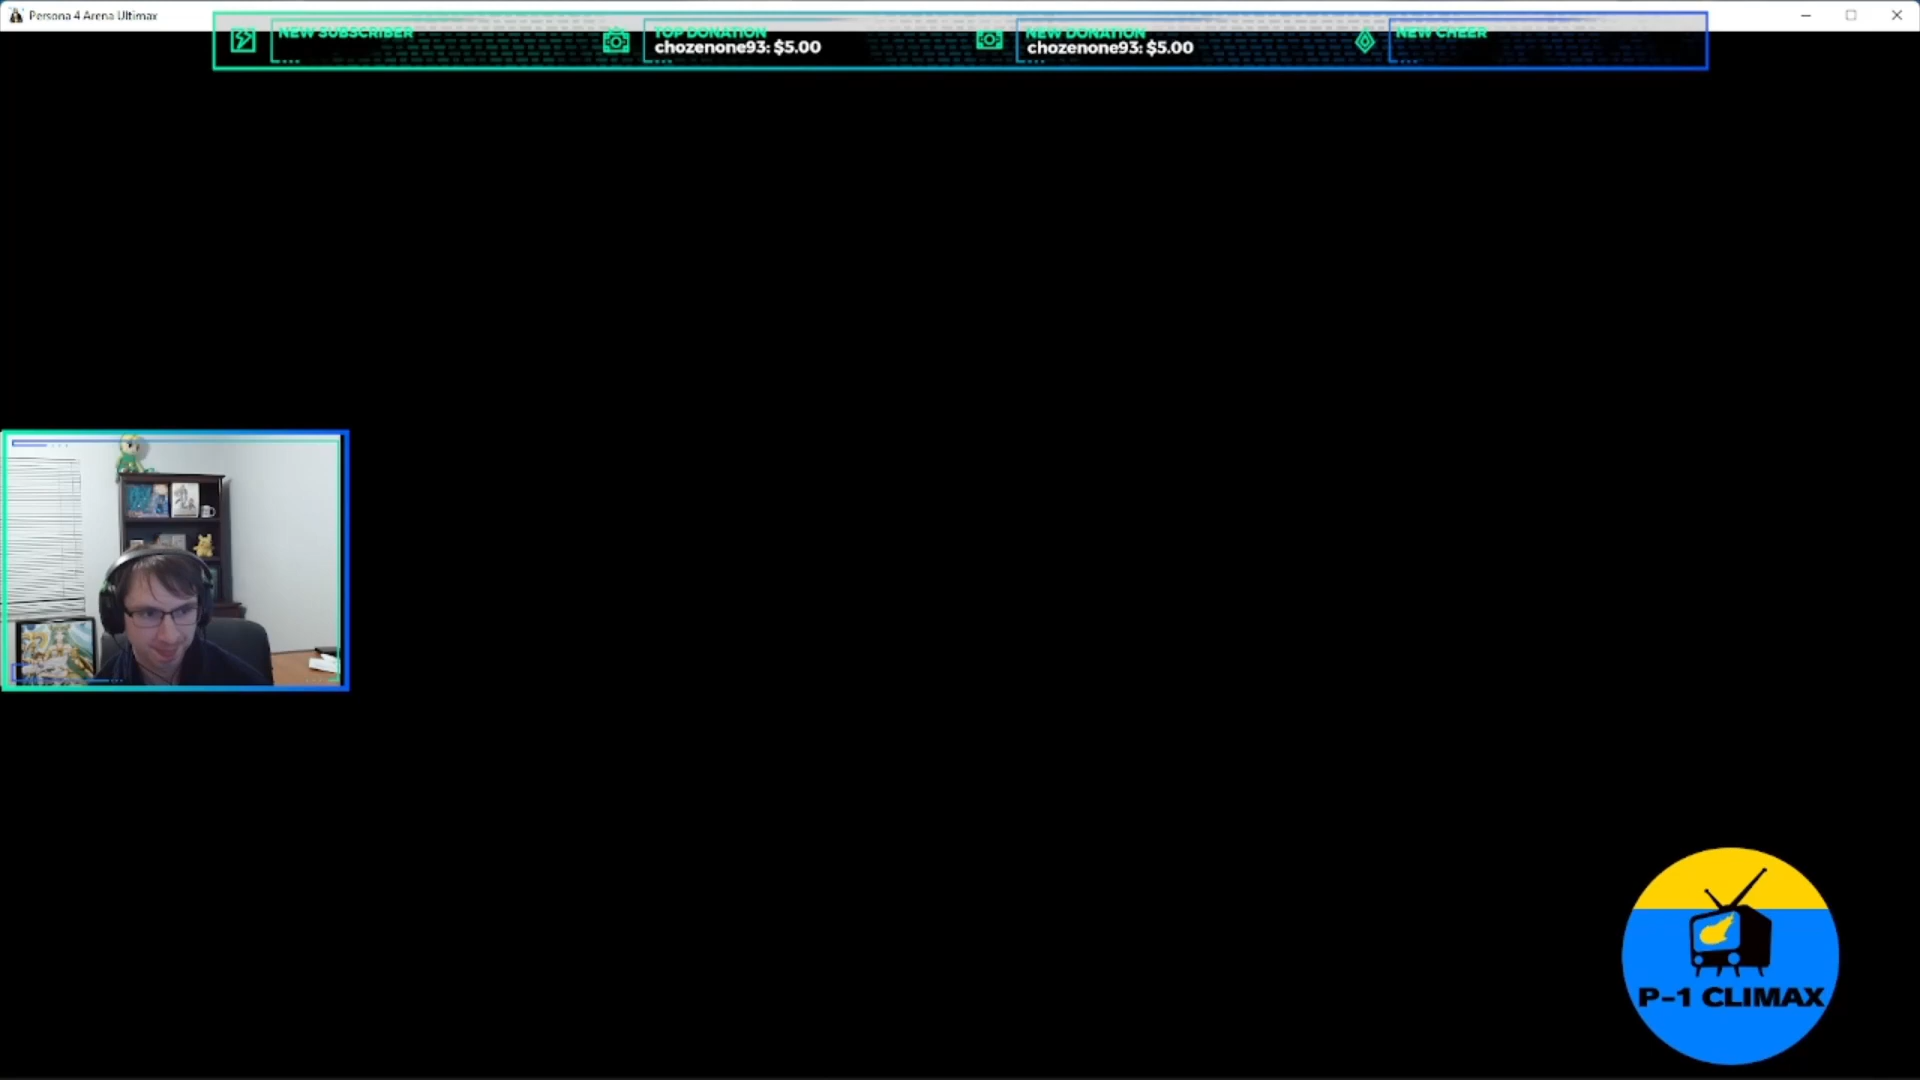 Persona 4 Arena Ultimax
NEW SUBSCRIBER
TOP DONATION
chozenone93: $5.00
NEW DONATION
chozenone93: $5.00
NEW CHEER
P-1 CLIMAX